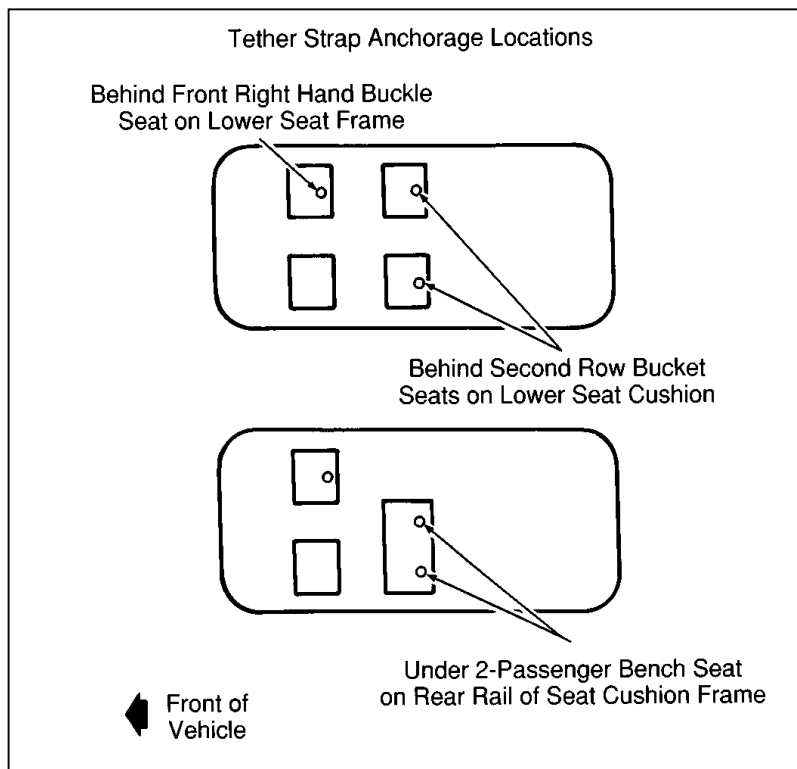 Tether Strap Anchorage Locations
Behind Front Right Hand Buckle
Seat on Lower Seat Frame
Behind Second Row Bucket
Seats on Lower Seat Cushion
Under 2-Passenger Bench Seat
on Rear Rail of Seat Cushion Frame
Front of
Vehicle